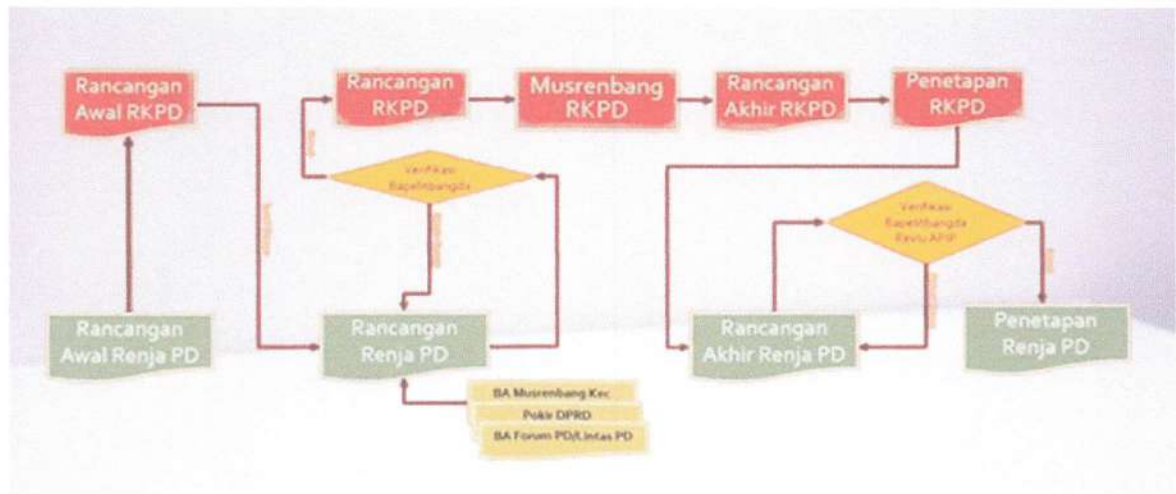 Rancangan
Awal RKPD
Rancangan
RKPD
Musrenbang
RKPD
Rancangan
Akhir RKPD
Penetapan
RKPD
Verifikasi
Bapelitbangda
Verifikasi
Bapelitbangda
Reviu APIP
Rancangan
Awal Renja PD
Rancangan
Renja PD
Rancangan
Akhir Renja PD
Penetapan
Renja PD
BA Musrenbang Kec
Pokir DPRD
BA Forum PD/Lintas PD